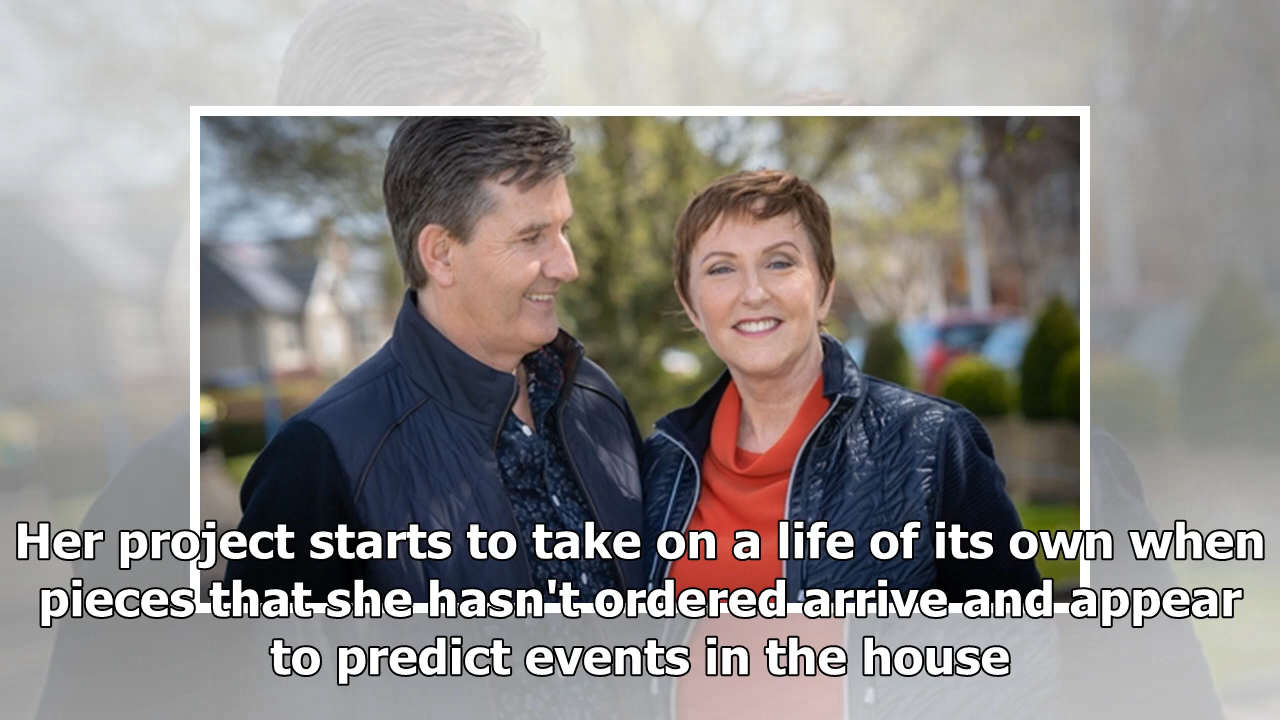 Her project starts to take on a life of its own when
pieces that she hasn't ordered arrive and appear
to predict events in the house